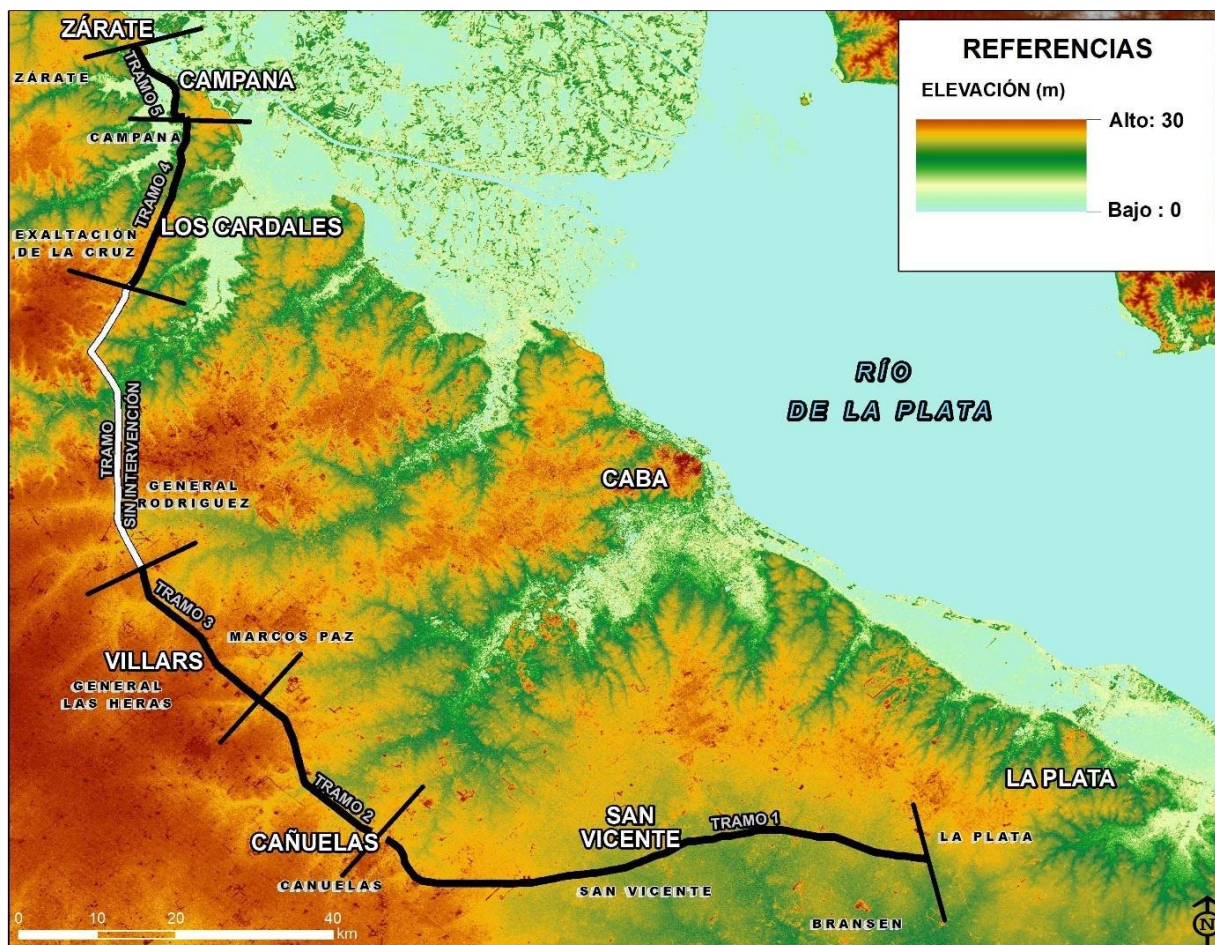 ZÁRATE
ZÁRATE
TRAMO 5
CAMPANA
CAMPANA
TRAMO 4
LOS CARDALES
EXALTACIÓN
DE LA CRUZ
TRAMO
SIN INTERVENCIÓN
GENERAL
RODRIGUEZ
TRAMO 3
MARCOS PAZ
VILLARS
GENERAL
LAS HERAS
TRAMO 2
CAÑUELAS
CAÑUELAS
SAN
VICENTE
TRAMO 1
SAN VICENTE
LA PLATA
LA PLATA
BRANSEN
CABA
RÍO
DE LA PLATA
REFERENCIAS
ELEVACIÓN (m)
Alto: 30
Bajo : 0
0 10 20 40
km
N